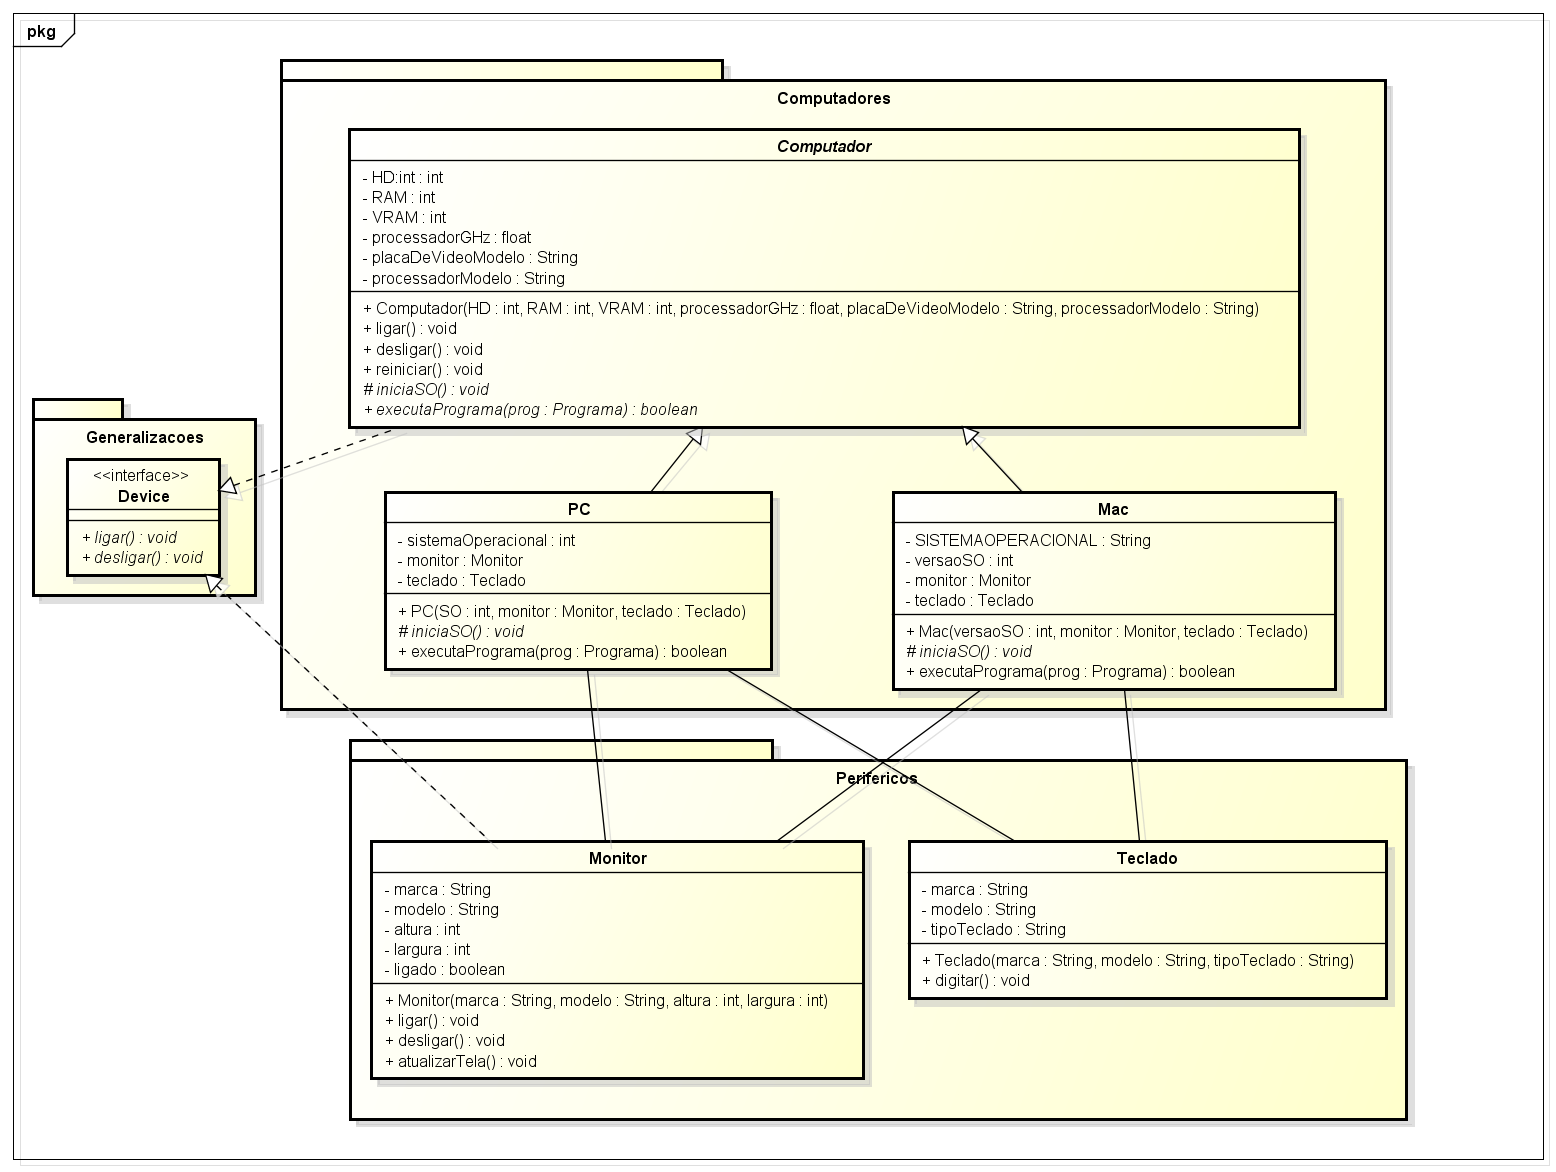 pkg
Computadores
Computador
- HD:int : int
- RAM : int
- VRAM : int
- processadorGHz : float
- placaDeVideoModelo : String
- processadorModelo : String
+ Computador(HD : int, RAM : int, VRAM : int, processadorGHz : float, placaDeVideoModelo : String, processadorModelo : String)
+ ligar() : void
+ desligar() : void
+ reiniciar() : void
# iniciaSO() : void
+ executaPrograma(prog : Programa) : boolean
Generalizacoes
<<interface>>
Device
+ ligar() : void
+ desligar() : void
PC
- sistemaOperacional : int
- monitor : Monitor
- teclado : Teclado
+ PC(SO : int, monitor : Monitor, teclado : Teclado)
# iniciaSO() : void
+ executaPrograma(prog : Programa) : boolean
Mac
- SISTEMAOPERACIONAL : String
- versaoSO : int
- monitor : Monitor
- teclado : Teclado
+ Mac(versaoSO : int, monitor : Monitor, teclado : Teclado)
# iniciaSO() : void
+ executaPrograma(prog : Programa) : boolean
Perifericos
Monitor
- marca : String
- modelo : String
- altura : int
- largura : int
- ligado : boolean
+ Monitor(marca : String, modelo : String, altura : int, largura : int)
+ ligar() : void
+ desligar() : void
+ atualizarTela() : void
Teclado
- marca : String
- modelo : String
- tipoTeclado : String
+ Teclado(marca : String, modelo : String, tipoTeclado : String)
+ digitar() : void